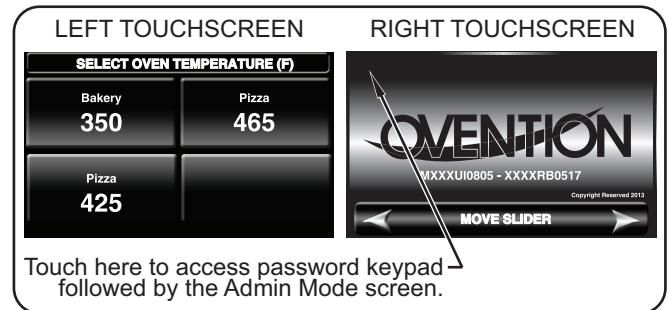 LEFT TOUCHSCREEN
RIGHT TOUCHSCREEN
SELECT OVEN TEMPERATURE (F)
Bakery
350
Pizza
465
Pizza
425
OVENTION
MXXXUI0805 - XXXXRB0517
Copyright Reserved 2013
MOVE SLIDER
Touch here to access password keypad
followed by the Admin Mode screen.